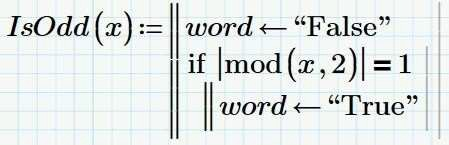 IsOdd(x):=‖word←“False”
if |mod(x,2)|=1
‖word←“True”